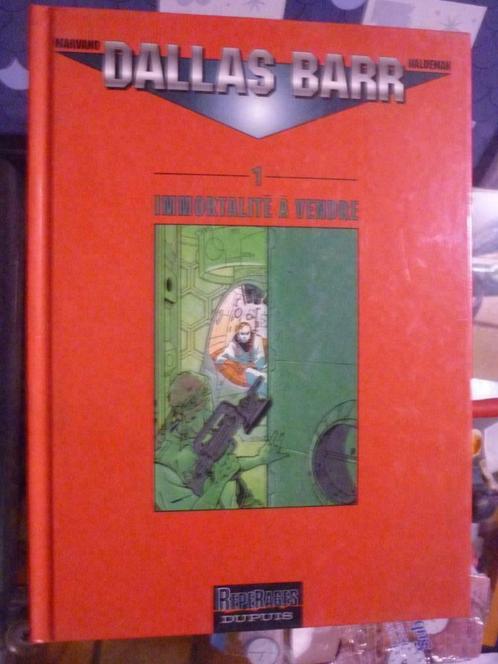 MARVANO
HALDEMAN
DALLAS BARR
1
IMMORTALITÉ À VENDRE
REPÉRAGES
DUPUIS